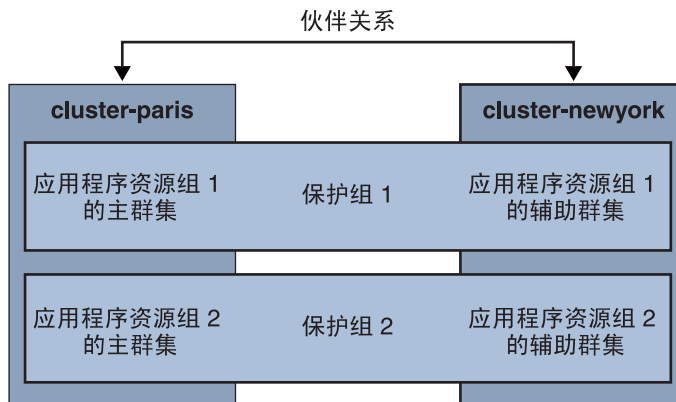 伙伴关系
cluster-paris
cluster-newyork
应用程序资源组 1
的主群集
保护组 1
应用程序资源组 1
的辅助群集
应用程序资源组 2
的主群集
保护组 2
应用程序资源组 2
的辅助群集